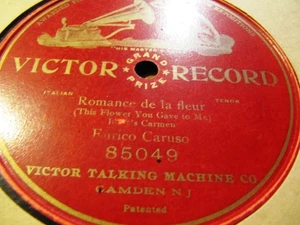 HIS MASTER'S
GRAND
PRIZE
VICTOR RECORD
ITALIAN
TENOR
Romance de la fleur
(This Flower You Gave to Me)
Carmen
Enrico Caruso
85049
VICTOR TALKING MACHINE CO
CAMDEN N J
Patented